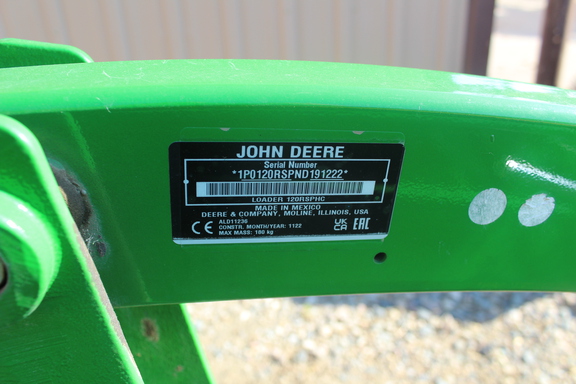 JOHN DEERE
Serial Number
*1P0120RSPND191222*
LOADER 120RSPHC
MADE IN MEXICO
DEERE & COMPANY, MOLINE, ILLINOIS, USA
ALD11236
CE CONSTR. MONTH/YEAR: 1122 UK CA EAC
MAX MASS: 180 kg